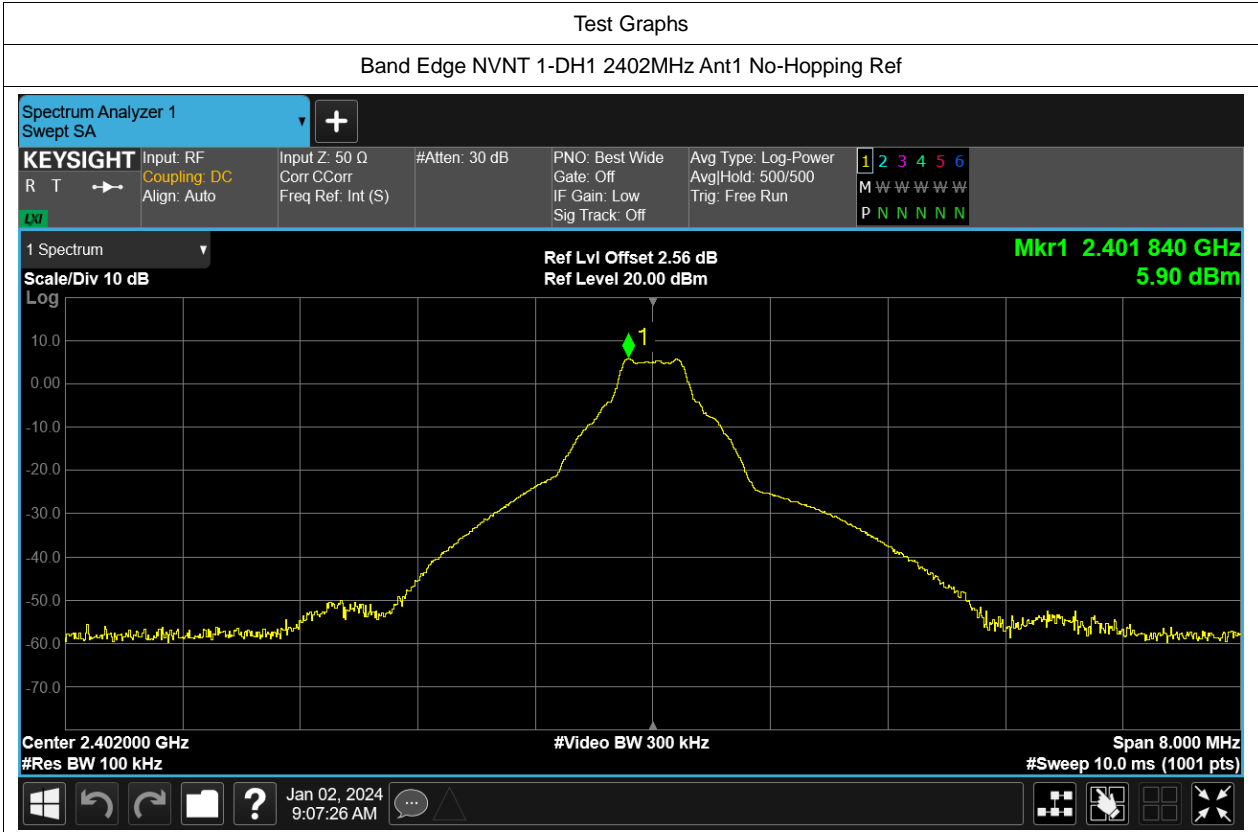 Test Graphs
Band Edge NVNT 1-DH1 2402MHz Ant1 No-Hopping Ref
Spectrum Analyzer 1
Swept SA
KEYSIGHT Input: RF Input Z: 50 Ω #Atten: 30 dB PNO: Best Wide Avg Type: Log-Power 1 2 3 4 5 6
R T Coupling: DC Corr CCorr Gate: Off Avg|Hold: 500/500 M W W W W W
Align: Auto Freq Ref: Int (S) IF Gain: Low Trig: Free Run
LXI Sig Track: Off P N N N N N
1 Spectrum Ref Lvl Offset 2.56 dB Mkr1 2.401 840 GHz
Scale/Div 10 dB Ref Level 20.00 dBm 5.90 dBm
Log
1
10.0
0.00
-10.0
-20.0
-30.0
-40.0
-50.0
-60.0
-70.0
Center 2.402000 GHz #Video BW 300 kHz Span 8.000 MHz
#Res BW 100 kHz #Sweep 10.0 ms (1001 pts)
? Jan 02, 2024
9:07:26 AM